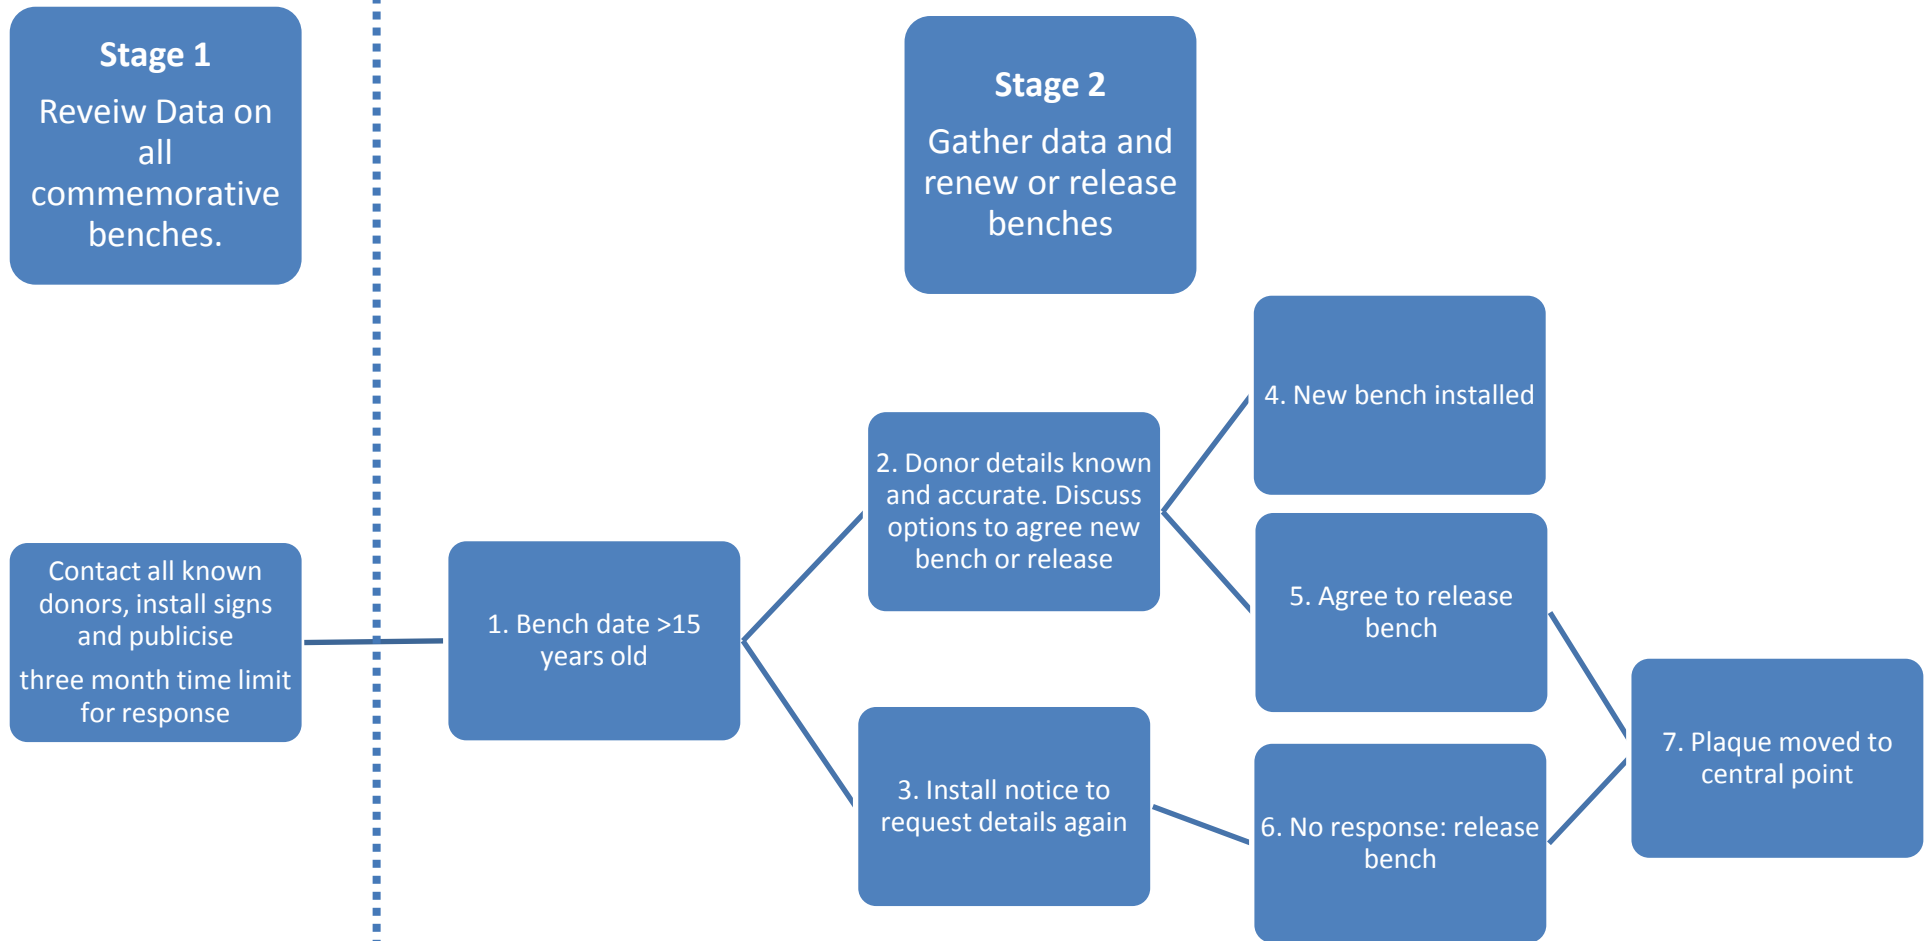 Stage 1
Reveiw Data on
all
commemorative
benches.
Stage 2
Gather data and
renew or release
benches
Contact all known
donors, install signs
and publicise
three month time limit
for response
1. Bench date >15
years old
2. Donor details known
and accurate. Discuss
options to agree new
bench or release
3. Install notice to
request details again
4. New bench installed
5. Agree to release
bench
6. No response: release
bench
7. Plaque moved to
central point